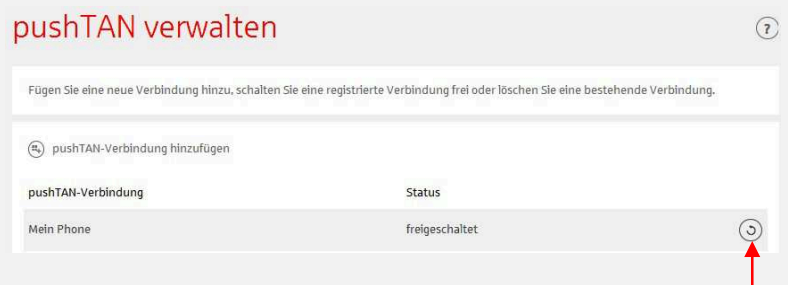 pushTAN verwalten
?
Fügen Sie eine neue Verbindung hinzu, schalten Sie eine registrierte Verbindung frei oder löschen Sie eine bestehende Verbindung.
pushTAN-Verbindung hinzufügen
pushTAN-Verbindung Status
Mein Phone freigeschaltet